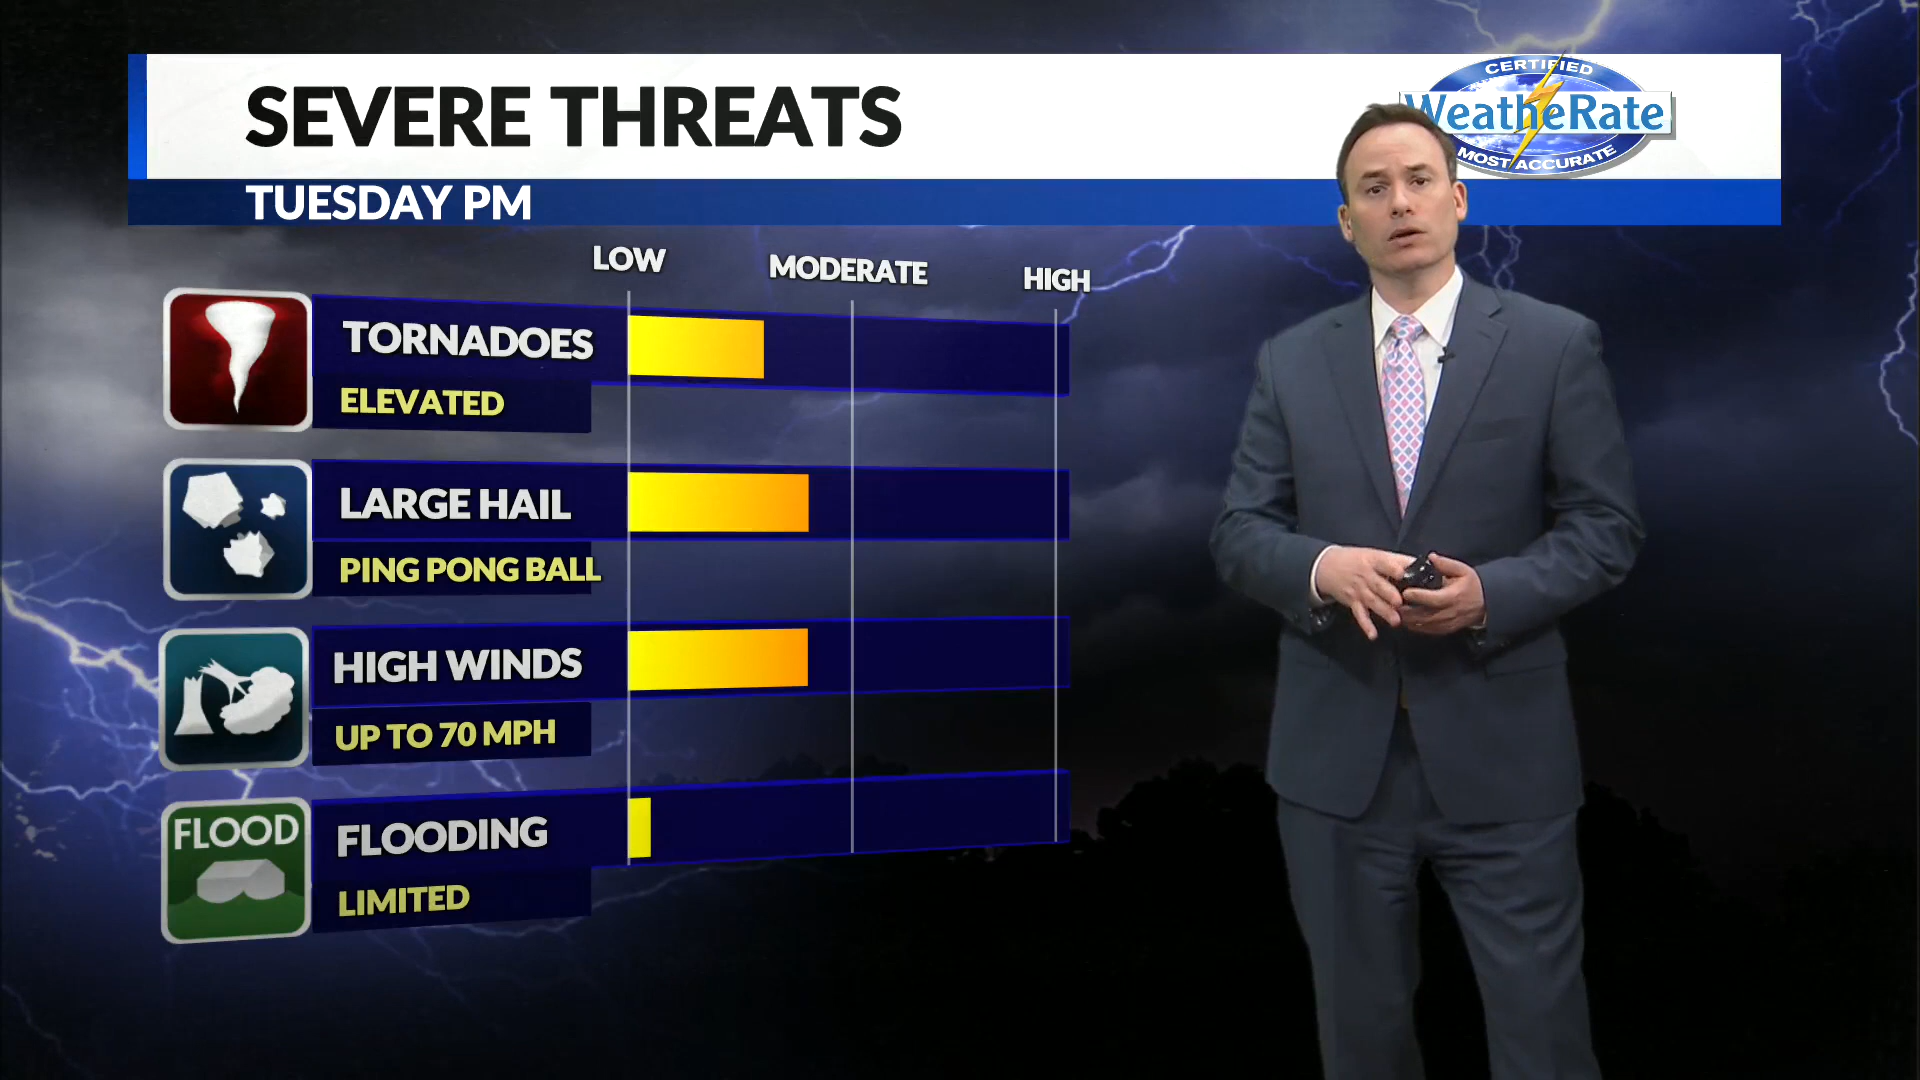 SEVERE THREATS
CERTIFIED
WeatheRate
MOST ACCURATE
TUESDAY PM
LOW
MODERATE
HIGH
TORNADOES
ELEVATED
LARGE HAIL
PING PONG BALL
HIGH WINDS
UP TO 70 MPH
FLOOD
FLOODING
LIMITED